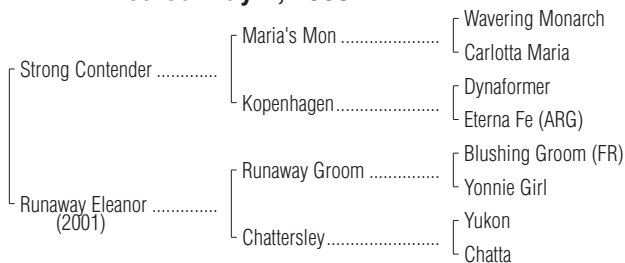 Wavering Monarch
Maria's Mon ....................
Carlotta Maria
Strong Contender .............
Dynaformer
Kopenhagen......................
Eterna Fe (ARG)
Blushing Groom (FR)
Runaway Groom ...............
Yonnie Girl
Runaway Eleanor ..............
(2001)
Yukon
Chattersley........................
Chatta